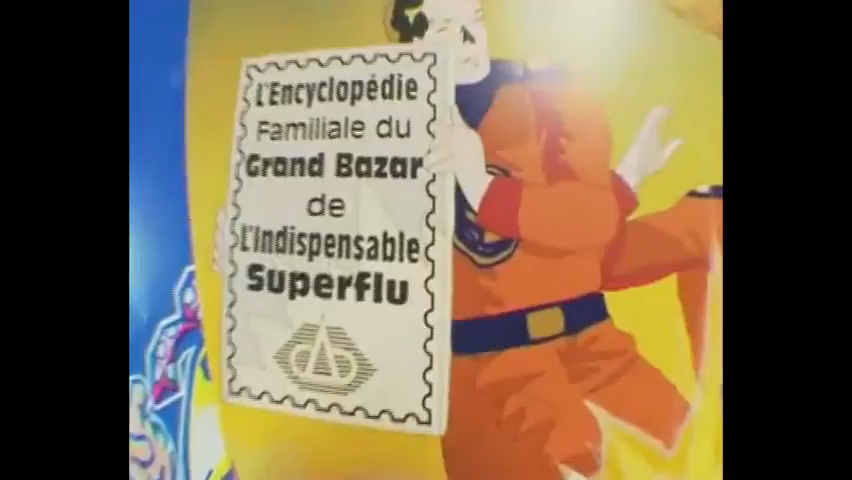 L'Encyclopédie
Familiale du
Grand Bazar
de
L'Indispensable
Superflu